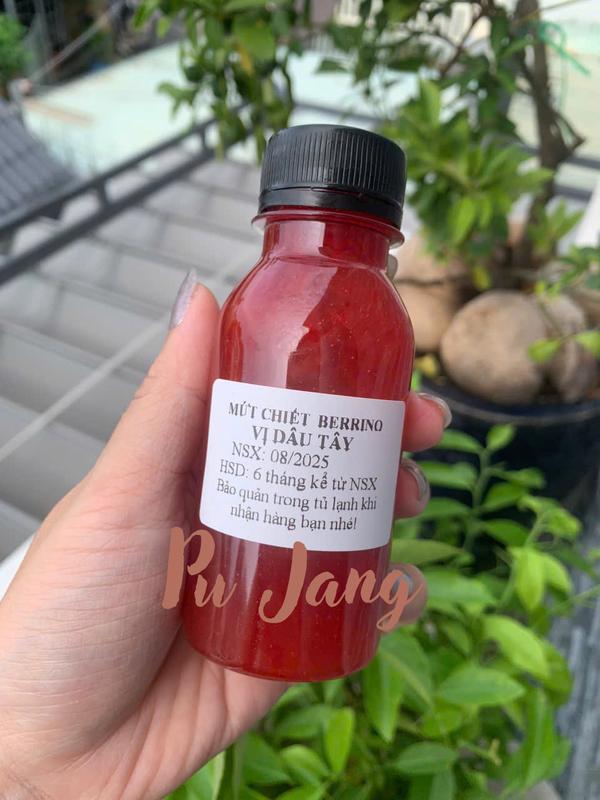 MỨT CHIẾT BERRINO
VỊ DÂU TÂY
NSX: 08/2025
HSD: 6 tháng kể từ NSX
Bảo quản trong tủ lạnh khi
nhận hàng bạn nhé!
Pu Jang